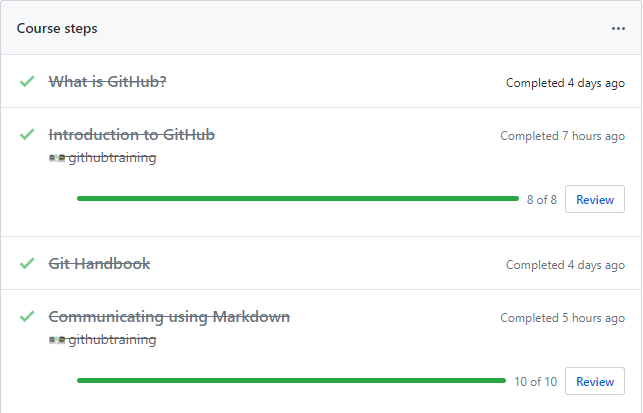 Course steps
What is GitHub? Completed 4 days ago
Introduction to GitHub Completed 7 hours ago
githubtraining
8 of 8 Review
Git Handbook Completed 4 days ago
Communicating using Markdown Completed 5 hours ago
githubtraining
10 of 10 Review